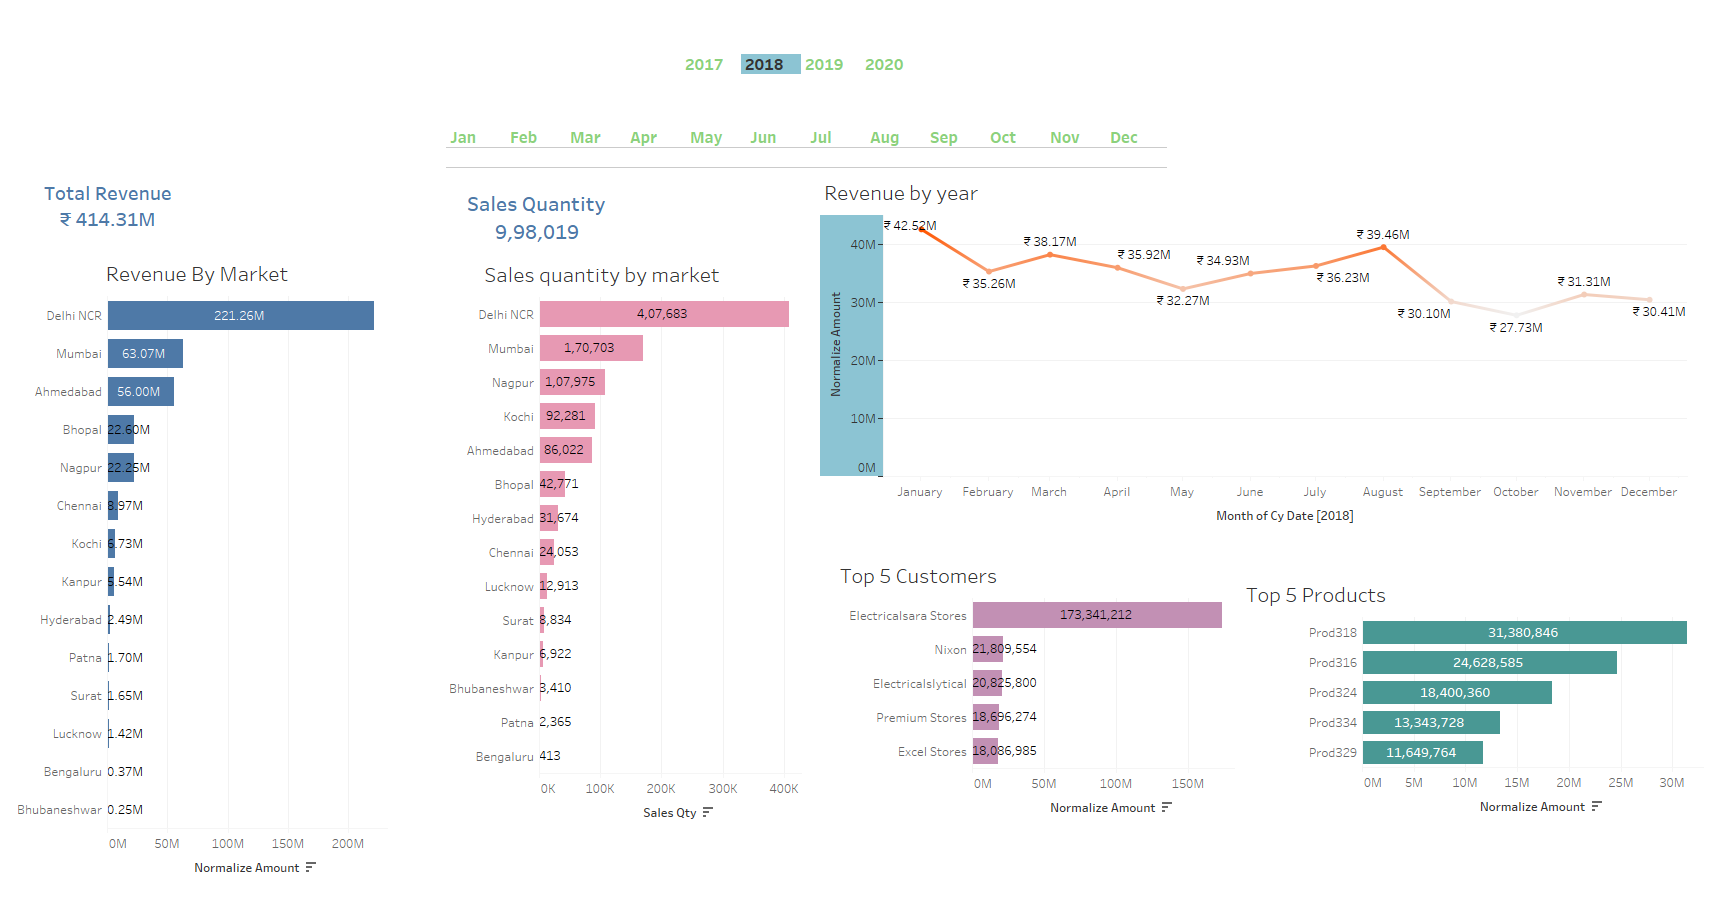 2017 2018 2019 2020
Jan Feb Mar Apr May Jun Jul Aug Sep Oct Nov Dec
Total Revenue
₹ 414.31M
Revenue By Market
Delhi NCR 221.26M
Mumbai 63.07M
Ahmedabad 56.00M
Bhopal 22.60M
Nagpur 22.25M
Chennai 8.97M
Kochi 6.73M
Kanpur 5.54M
Hyderabad 2.49M
Patna 1.70M
Surat 1.65M
Lucknow 1.42M
Bengaluru 0.37M
Bhubaneshwar 0.25M
0M 50M 100M 150M 200M
Normalize Amount
Sales Quantity
9,98,019
Sales quantity by market
Delhi NCR 4,07,683
Mumbai 1,70,703
Nagpur 1,07,975
Kochi 92,281
Ahmedabad 86,022
Bhopal 42,771
Hyderabad 31,674
Chennai 24,053
Lucknow 12,913
Surat 8,834
Kanpur 6,922
Bhubaneshwar 3,410
Patna 2,365
Bengaluru 413
0K 100K 200K 300K 400K
Sales Qty
Revenue by year
Normalize Amount
40M
30M
20M
10M
0M
₹ 42.52M
₹ 35.26M
₹ 38.17M
₹ 35.92M
₹ 32.27M
₹ 34.93M
₹ 36.23M
₹ 39.46M
₹ 30.10M
₹ 27.73M
₹ 31.31M
₹ 30.41M
January February March April May June July August September October November December
Month of Cy Date [2018]
Top 5 Customers
Electricalsara Stores 173,341,212
Nixon 21,809,554
Electricalslytical 20,825,800
Premium Stores 18,696,274
Excel Stores 18,086,985
0M 50M 100M 150M
Normalize Amount
Top 5 Products
Prod318 31,380,846
Prod316 24,628,585
Prod324 18,400,360
Prod334 13,343,728
Prod329 11,649,764
0M 5M 10M 15M 20M 25M 30M
Normalize Amount